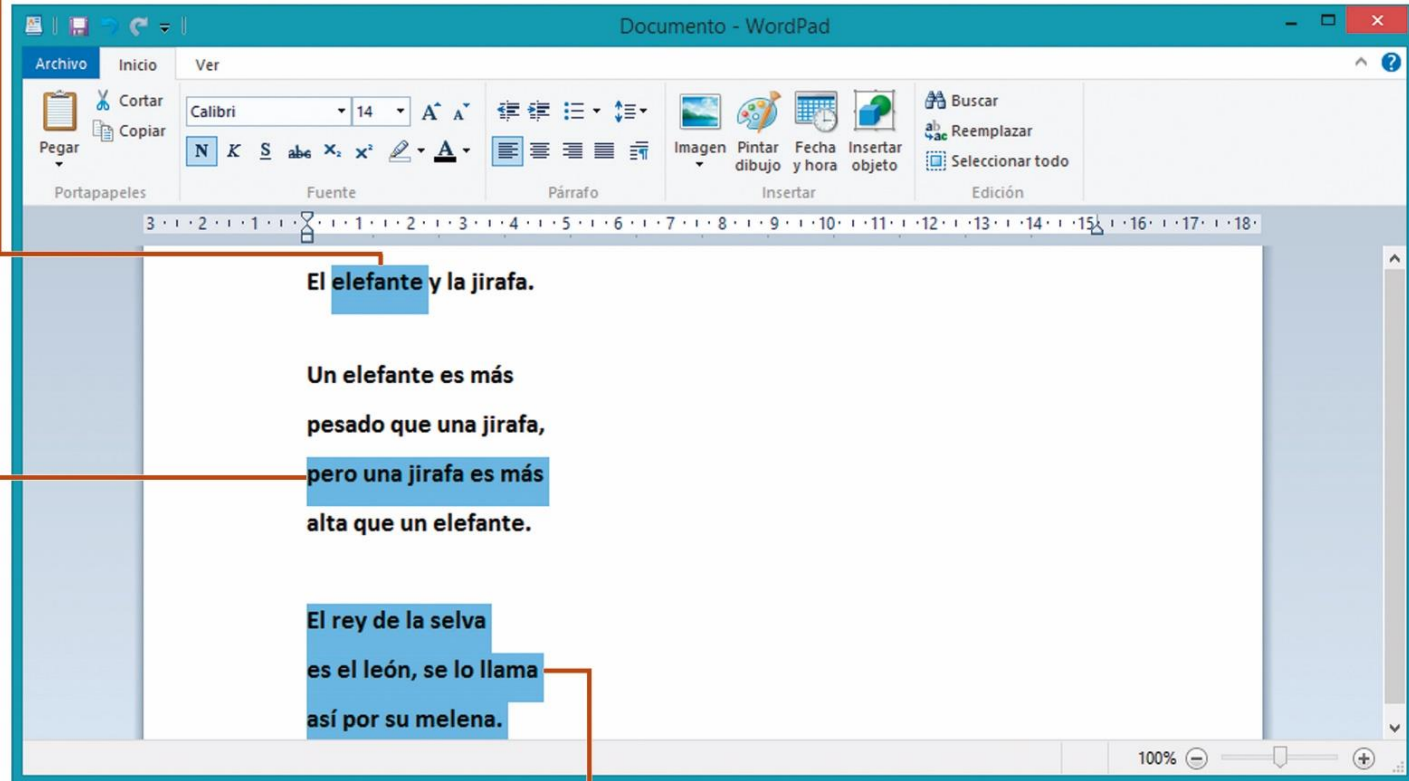 Documento - WordPad
Archivo Inicio Ver
Pegar
Cortar
Copiar
Portapapeles
Calibri 14 A A
N K S abc X₂ X² A
Fuente
Párrafo
Imagen
Pintar dibujo
Fecha y hora
Insertar objeto
Insertar
Buscar
ab ac Reemplazar
Seleccionar todo
Edición
3 2 1 1 2 3 4 5 6 7 8 9 10 11 12 13 14 15 16 17 18
El elefante y la jirafa.
Un elefante es más
pesado que una jirafa,
pero una jirafa es más
alta que un elefante.
El rey de la selva
es el león, se lo llama
así por su melena.
100%